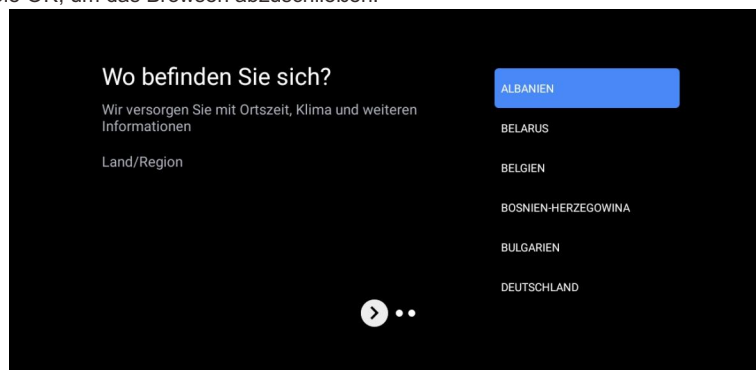 um das Browsen abzuschließen.
Wo befinden Sie sich?
Wir versorgen Sie mit Ortszeit, Klima und weiteren
Informationen
Land/Region
ALBANIEN
BELARUS
BELGIEN
BOSNIEN-HERZEGOWINA
BULGARIEN
DEUTSCHLAND